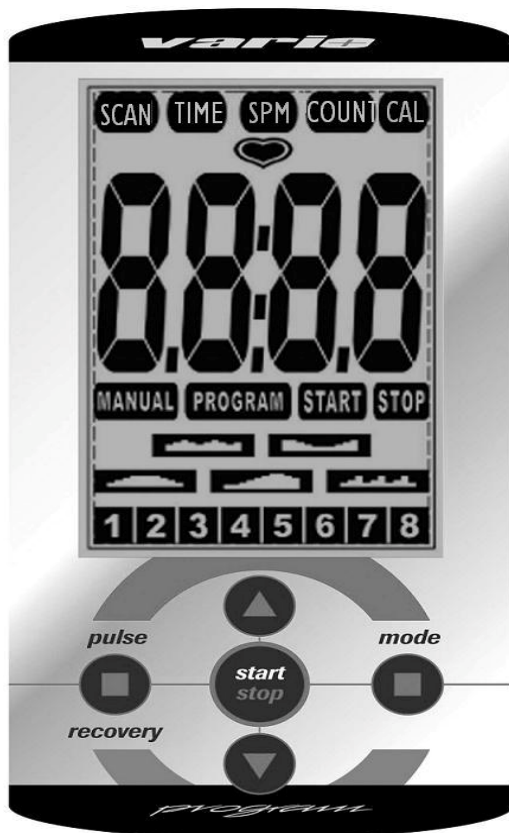 vario
SCAN TIME SPM COUNT CAL
88:88
MANUAL PROGRAM START STOP
1 2 3 4 5 6 7 8
pulse
mode
start
stop
recovery
program